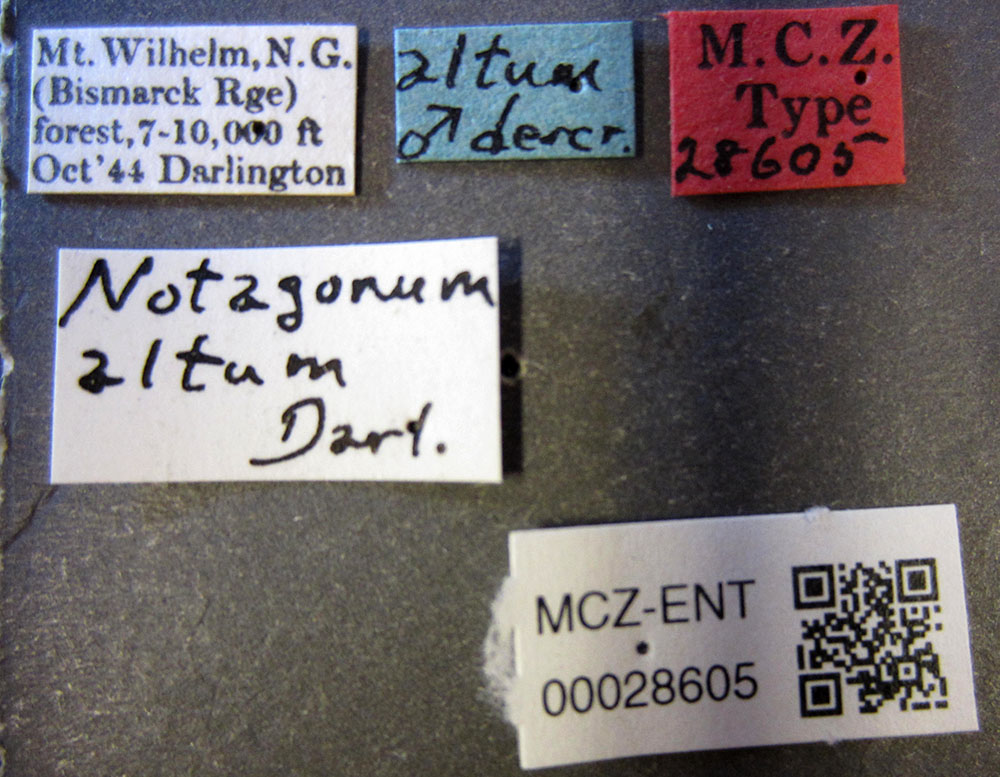 Mt. Wilhelm, N.G.
(Bismarck Rge)
forest, 7-10,000 ft
Oct '44 Darlington
altum
♂ descr.
M.C.Z.
Type
28605
Notagonum
altum
Darl.
MCZ-ENT
00028605